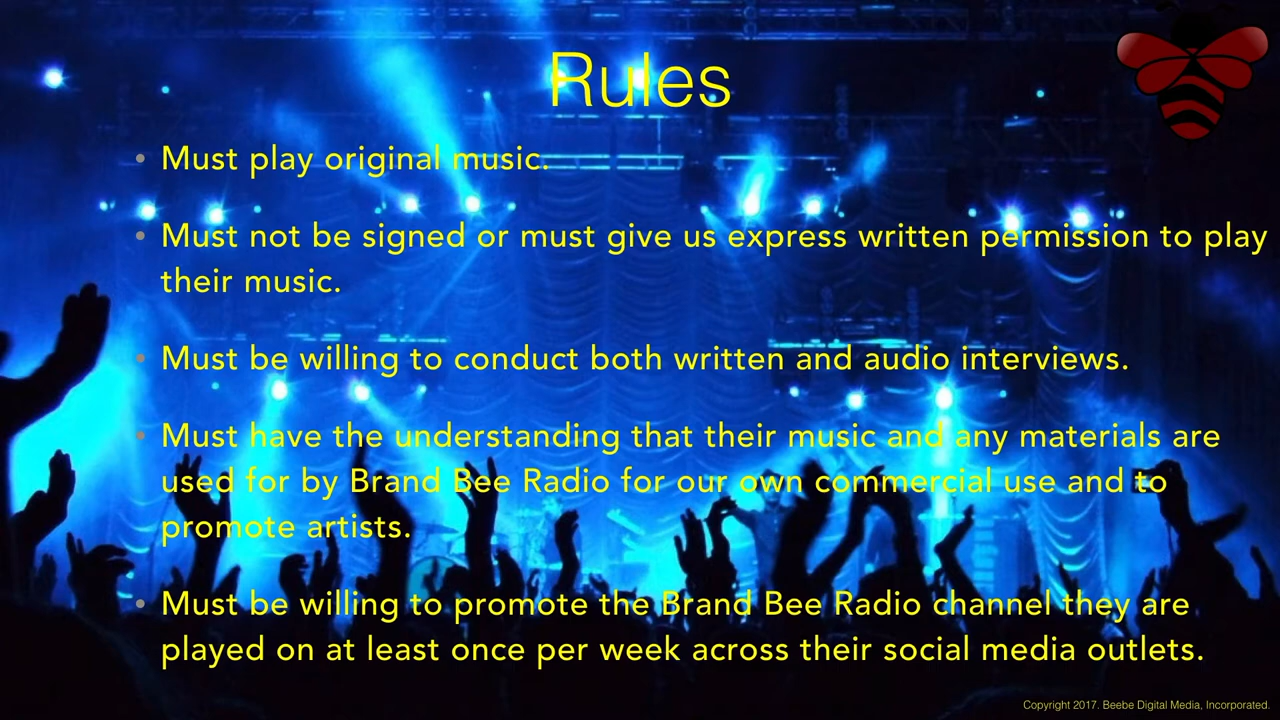 Rules
• Must play original music.
• Must not be signed or must give us express written permission to play
their music.
• Must be willing to conduct both written and audio interviews.
• Must have the understanding that their music and any materials are
used for by Brand Bee Radio for our own commercial use and to
promote artists.
• Must be willing to promote the Brand Bee Radio channel they are
played on at least once per week across their social media outlets.
Copyright 2017. Beebe Digital Media, Incorporated.